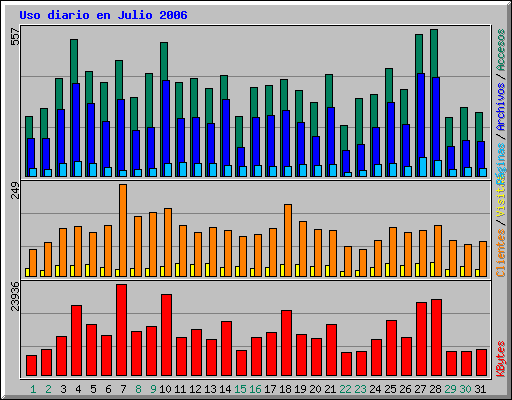 Uso diario en Julio 2006
557
249
23936
Páginas / Archivos / Accesos
Clientes / Visitas
KBytes
1 2 3 4 5 6 7 8 9 10 11 12 13 14 15 16 17 18 19 20 21 22 23 24 25 26 27 28 29 30 31